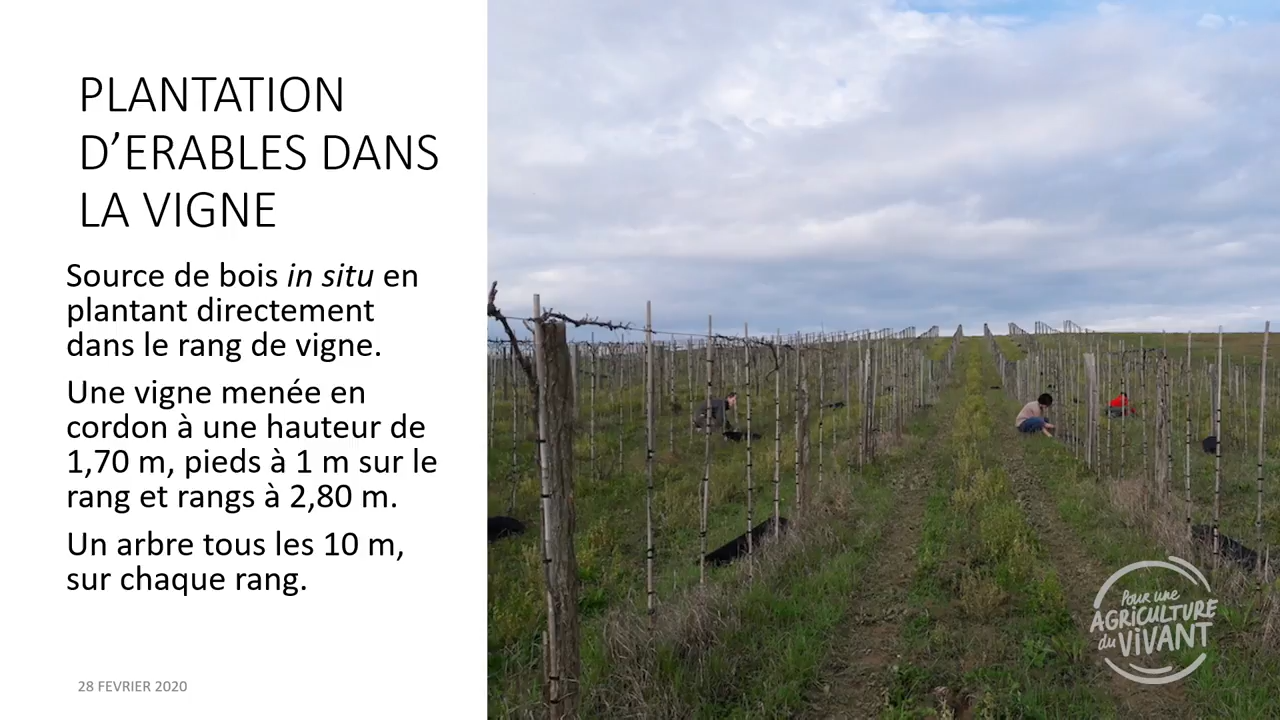 PLANTATION
D’ERABLES DANS
LA VIGNE
Source de bois in situ en
plantant directement
dans le rang de vigne.
Une vigne menée en
cordon à une hauteur de
1,70 m, pieds à 1 m sur le
rang et rangs à 2,80 m.
Un arbre tous les 10 m,
sur chaque rang.
28 FEVRIER 2020
Pour une
AGRICULTURE
du ViVANT